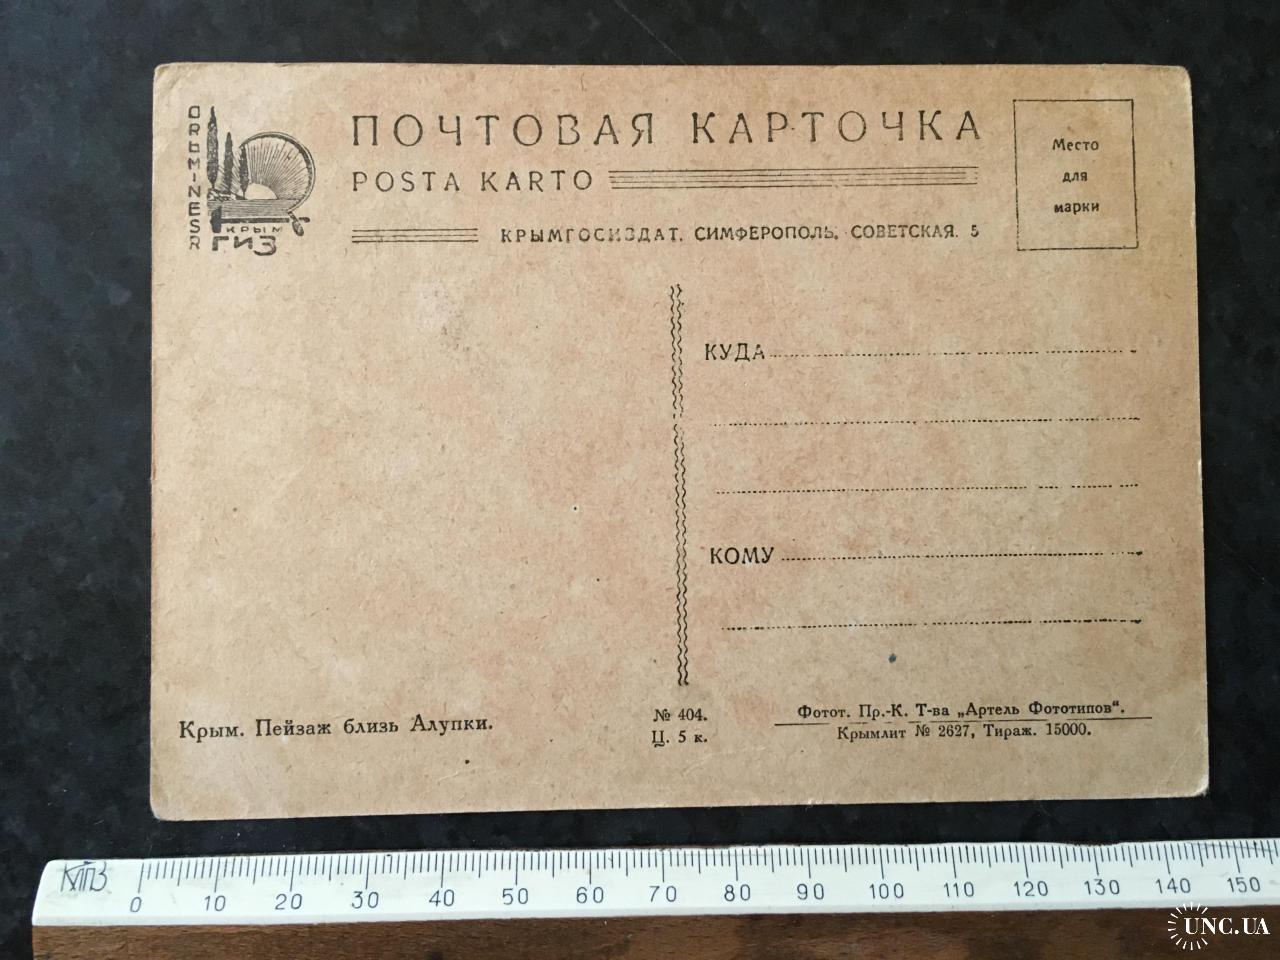 QRЬMINESR
КРЫМ
ГИЗ
ПОЧТОВАЯ КАРТОЧКА
POSTA KARTO
КРЫМГОСИЗДАТ. СИМФЕРОПОЛЬ. СОВЕТСКАЯ. 5
Место
для
марки
КУДА
КОМУ
Крым. Пейзаж близь Алупки.
№ 404.
Ц. 5 к.
Фотот. Пр.-К. Т-ва „Артель Фототипов“.
Крымлит № 2627, Тираж. 15000.
0 10 20 30 40 50 60 70 80 90 100 110 120 130 140 150
UNC.UA